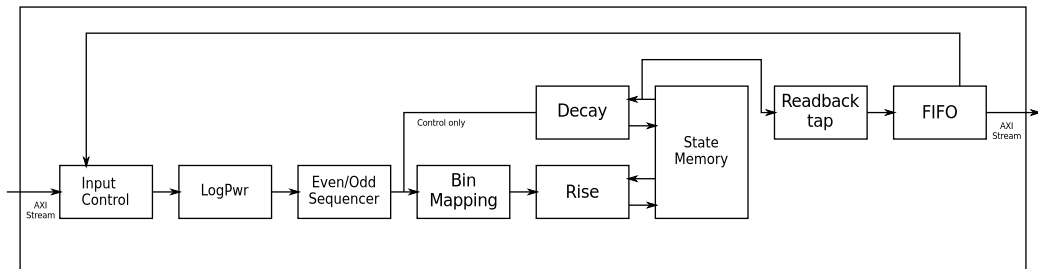 Decay
Readback
tap
FIFO
AXI
Stream
Control only
State
Memory
Input
Control
LogPwr
Even/Odd
Sequencer
Bin
Mapping
Rise
AXI
Stream